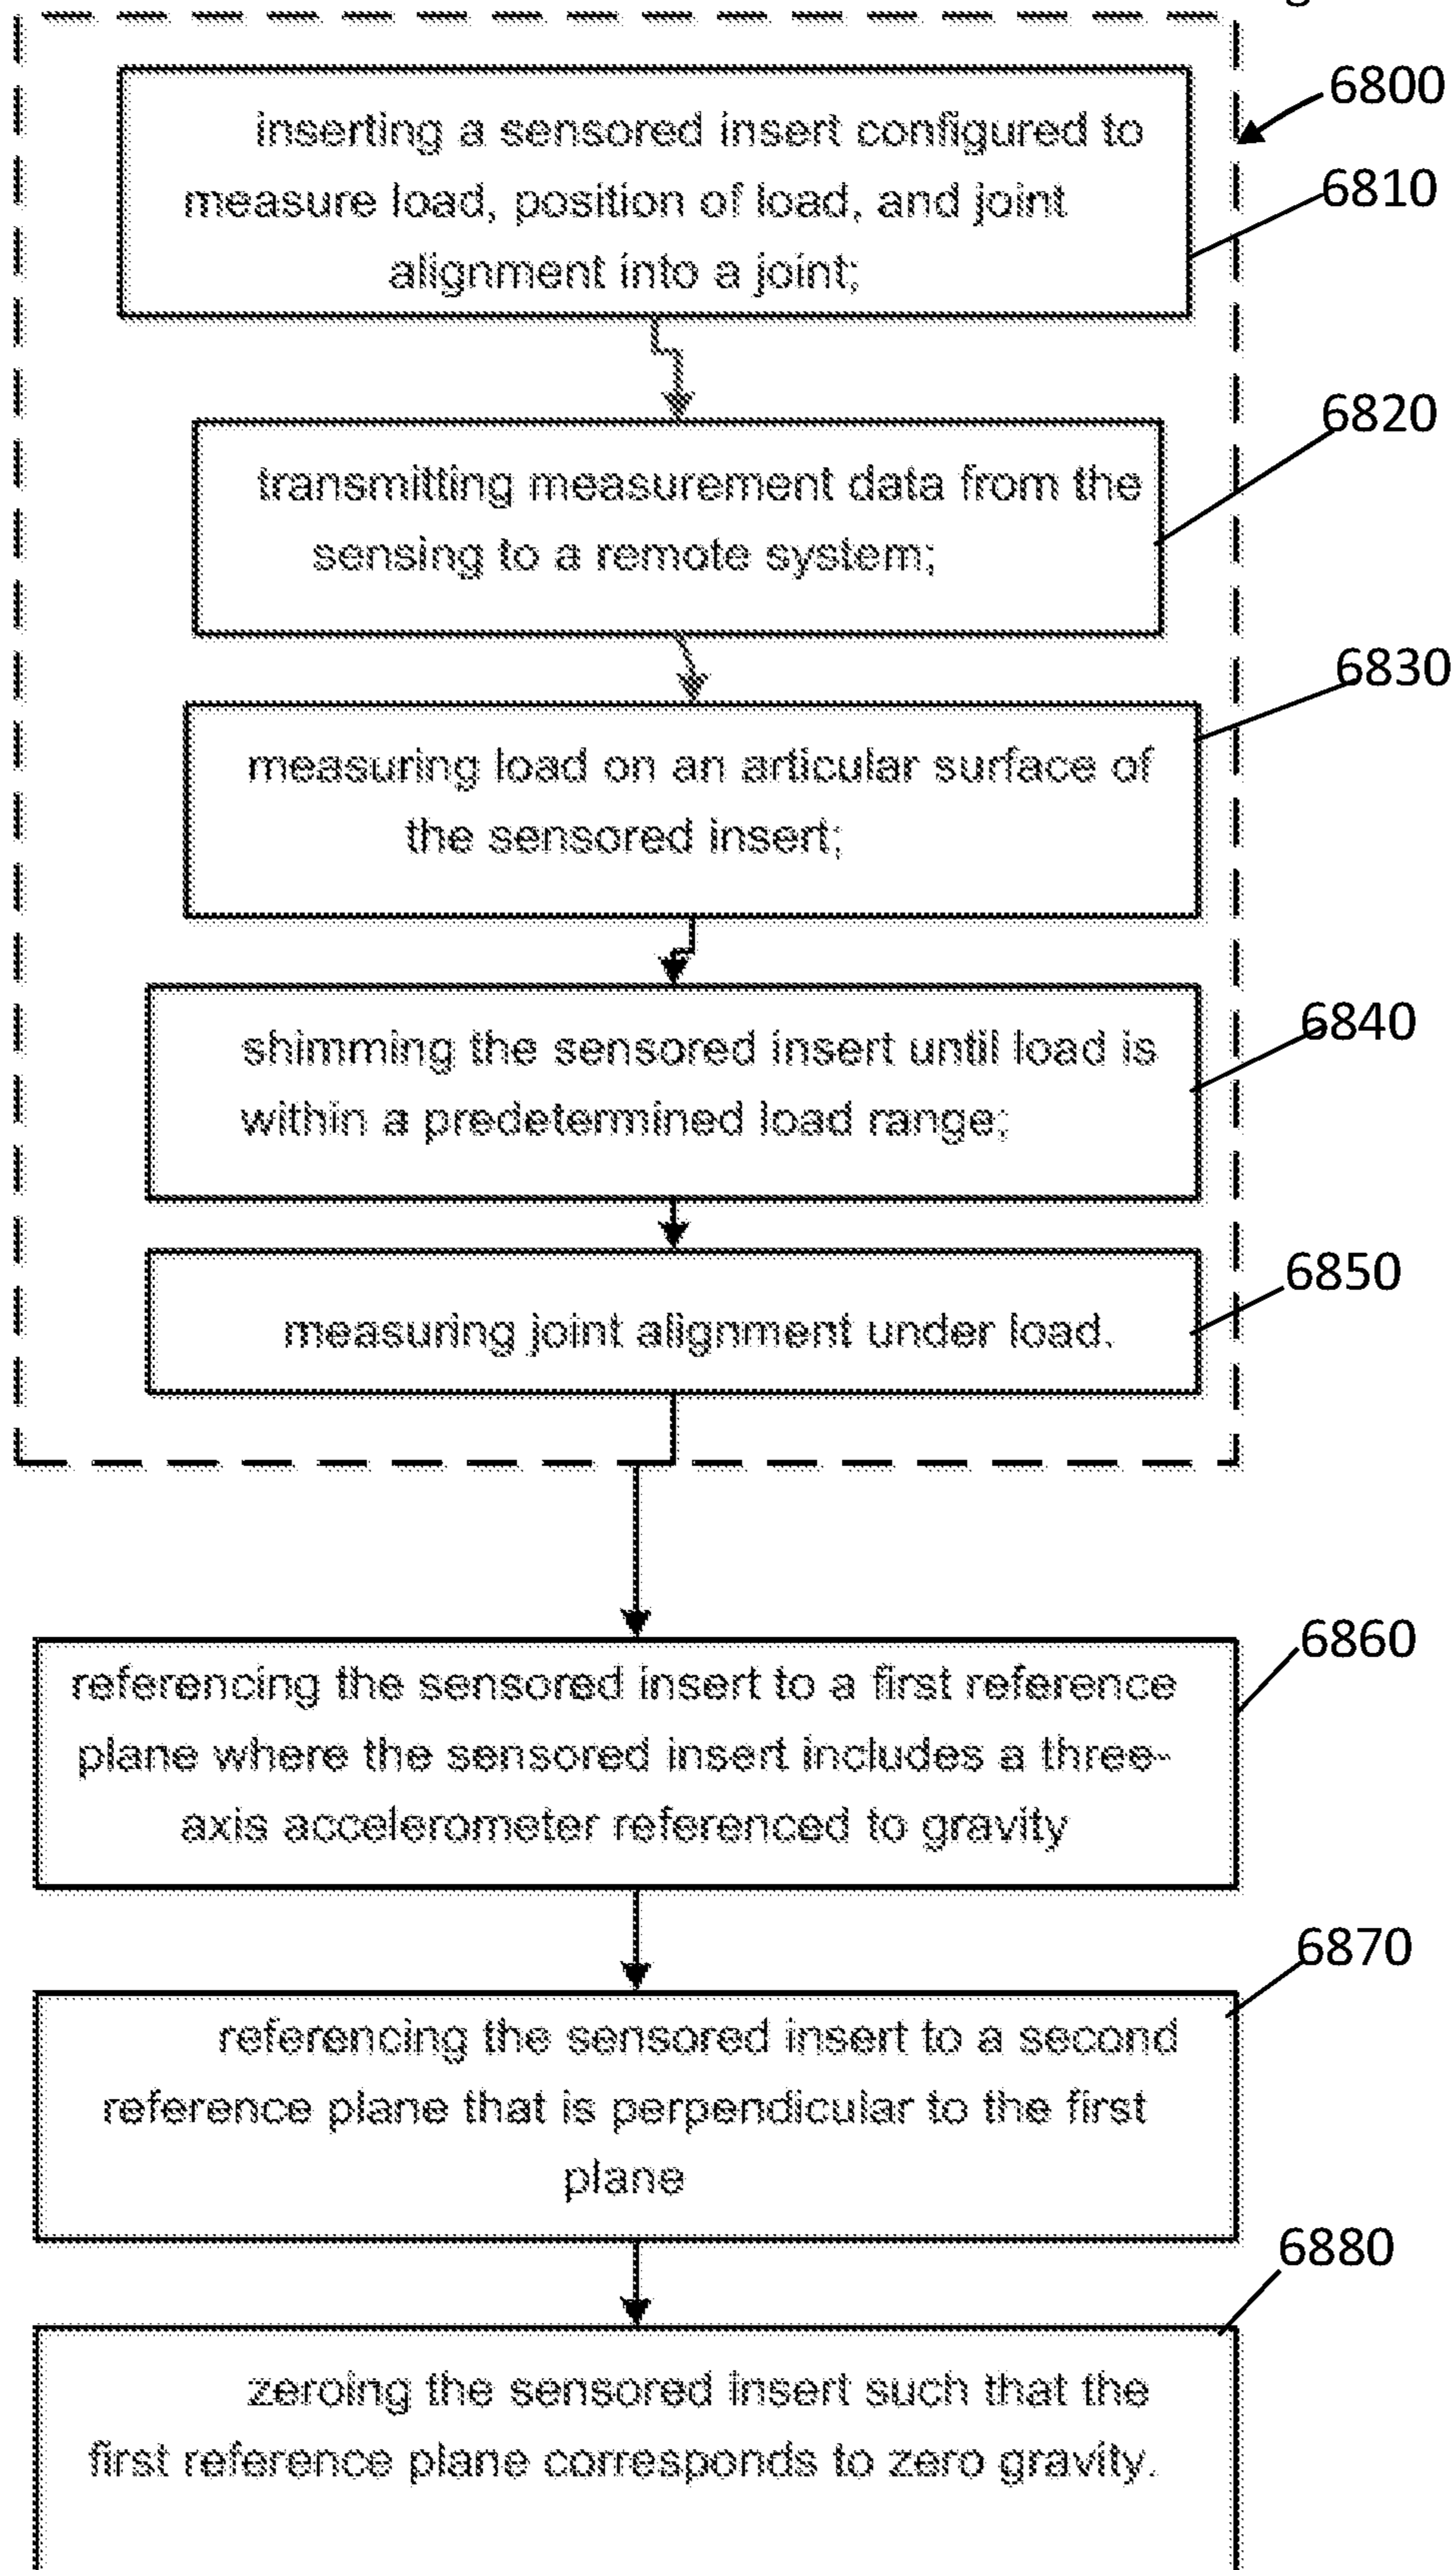 6800
inserting a sensored insert configured to
measure load, position of load, and joint
alignment into a joint;
6810
transmitting measurement data from the
sensing to a remote system;
6820
measuring load on an articular surface of
the sensored insert;
6830
shimming the sensored insert until load is
within a predetermined load range;
6840
measuring joint alignment under load.
6850
referencing the sensored insert to a first reference
plane where the sensored insert includes a three-
axis accelerometer referenced to gravity
6860
referencing the sensored insert to a second
reference plane that is perpendicular to the first
plane
6870
zeroing the sensored insert such that the
first reference plane corresponds to zero gravity.
6880